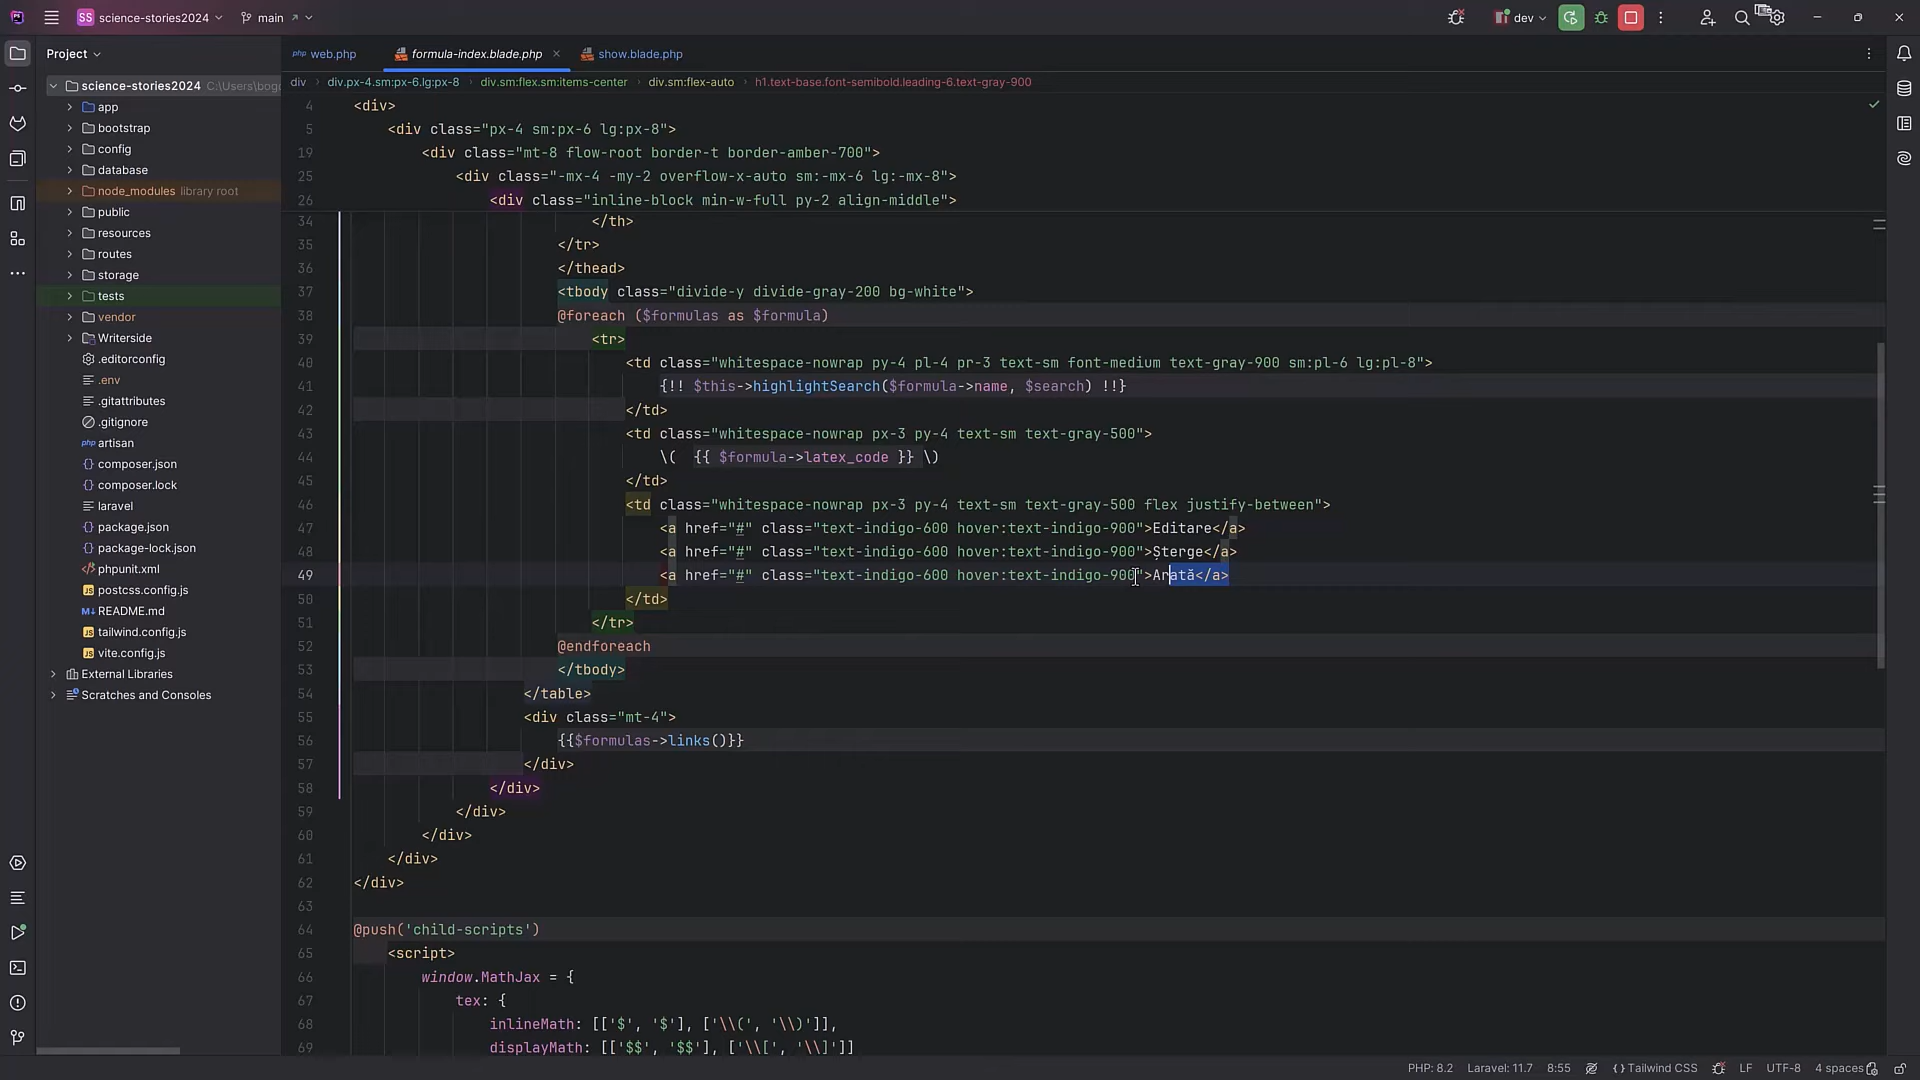 SS science-stories2024 main dev
Project
web.php formula-index.blade.php show.blade.php
div div.px-4.sm:px-6.lg:px-8 div.sm:flex.sm:items-center div.sm:flex-auto h1.text-base.font-semibold.leading-6.text-gray-900
science-stories2024 C:\Users\bog
app
bootstrap
config
database
node_modules library root
public
resources
routes
storage
tests
vendor
Writerside
.editorconfig
.env
.gitattributes
.gitignore
php artisan
composer.json
composer.lock
laravel
package.json
package-lock.json
phpunit.xml
postcss.config.js
README.md
tailwind.config.js
vite.config.js
External Libraries
Scratches and Consoles
4 <div>
5 <div class="px-4 sm:px-6 lg:px-8">
19 <div class="mt-8 flow-root border-t border-amber-700">
25 <div class="-mx-4 -my-2 overflow-x-auto sm:-mx-6 lg:-mx-8">
26 <div class="inline-block min-w-full py-2 align-middle">
34 </th>
35 </tr>
36 </thead>
37 <tbody class="divide-y divide-gray-200 bg-white">
38 @foreach ($formulas as $formula)
39 <tr>
40 <td class="whitespace-nowrap py-4 pl-4 pr-3 text-sm font-medium text-gray-900 sm:pl-6 lg:pl-8">
41 {!! $this->highlightSearch($formula->name, $search) !!}
42 </td>
43 <td class="whitespace-nowrap px-3 py-4 text-sm text-gray-500">
44 \( {{ $formula->latex_code }} \)
45 </td>
46 <td class="whitespace-nowrap px-3 py-4 text-sm text-gray-500 flex justify-between">
47 <a href="#" class="text-indigo-600 hover:text-indigo-900">Editare</a>
48 <a href="#" class="text-indigo-600 hover:text-indigo-900">Șterge</a>
49 <a href="#" class="text-indigo-600 hover:text-indigo-900">Arată</a>
50 </td>
51 </tr>
52 @endforeach
53 </tbody>
54 </table>
55 <div class="mt-4">
56 {{$formulas->links()}}
57 </div>
58 </div>
59 </div>
60 </div>
61 </div>
62 </div>
63
64 @push('child-scripts')
65 <script>
66 window.MathJax = {
67 tex: {
68 inlineMath: [['$', '$'], ['\\(', '\\)']],
69 displayMath: [['$$', '$$'], ['\\[', '\\]']]
PHP: 8.2 Laravel: 11.7 8:55 Tailwind CSS LF UTF-8 4 spaces